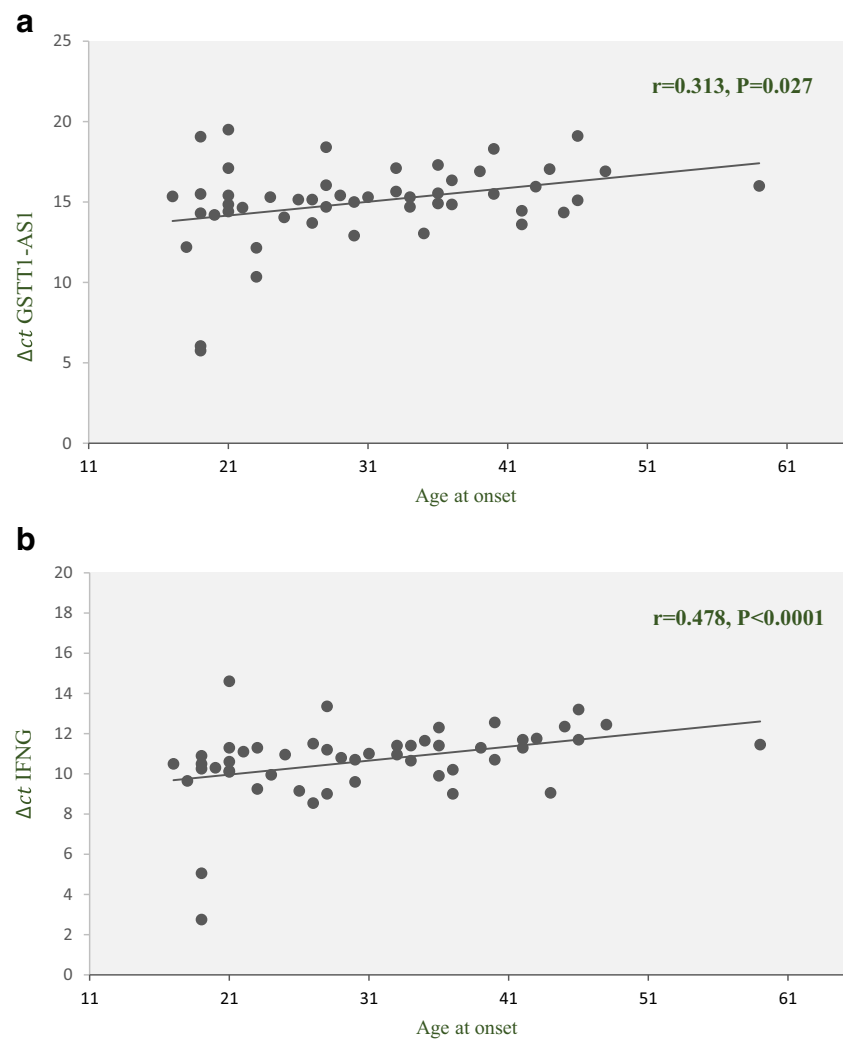 a
25
20
15
10
5
0
r=0.313, P=0.027
Δct GSTT1-AS1
11 21 31 41 51 61
Age at onset
b
20
18
16
14
12
10
8
6
4
2
0
r=0.478, P<0.0001
Δct IFNG
11 21 31 41 51 61
Age at onset